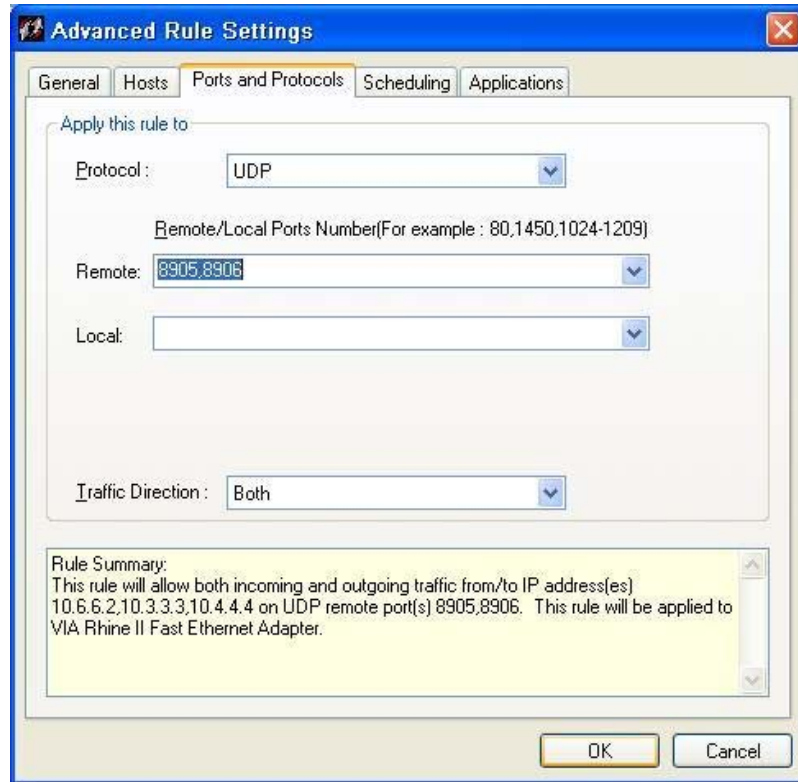 Advanced Rule Settings
General Hosts Ports and Protocols Scheduling Applications
Apply this rule to
Protocol : UDP
Remote/Local Ports Number(For example : 80,1450,1024-1209)
Remote: 8905,8906
Local:
Traffic Direction : Both
Rule Summary:
This rule will allow both incoming and outgoing traffic from/to IP address(es)
10.6.6.2,10.3.3.3,10.4.4.4 on UDP remote port(s) 8905,8906.  This rule will be applied to
VIA Rhine II Fast Ethernet Adapter.
OK Cancel